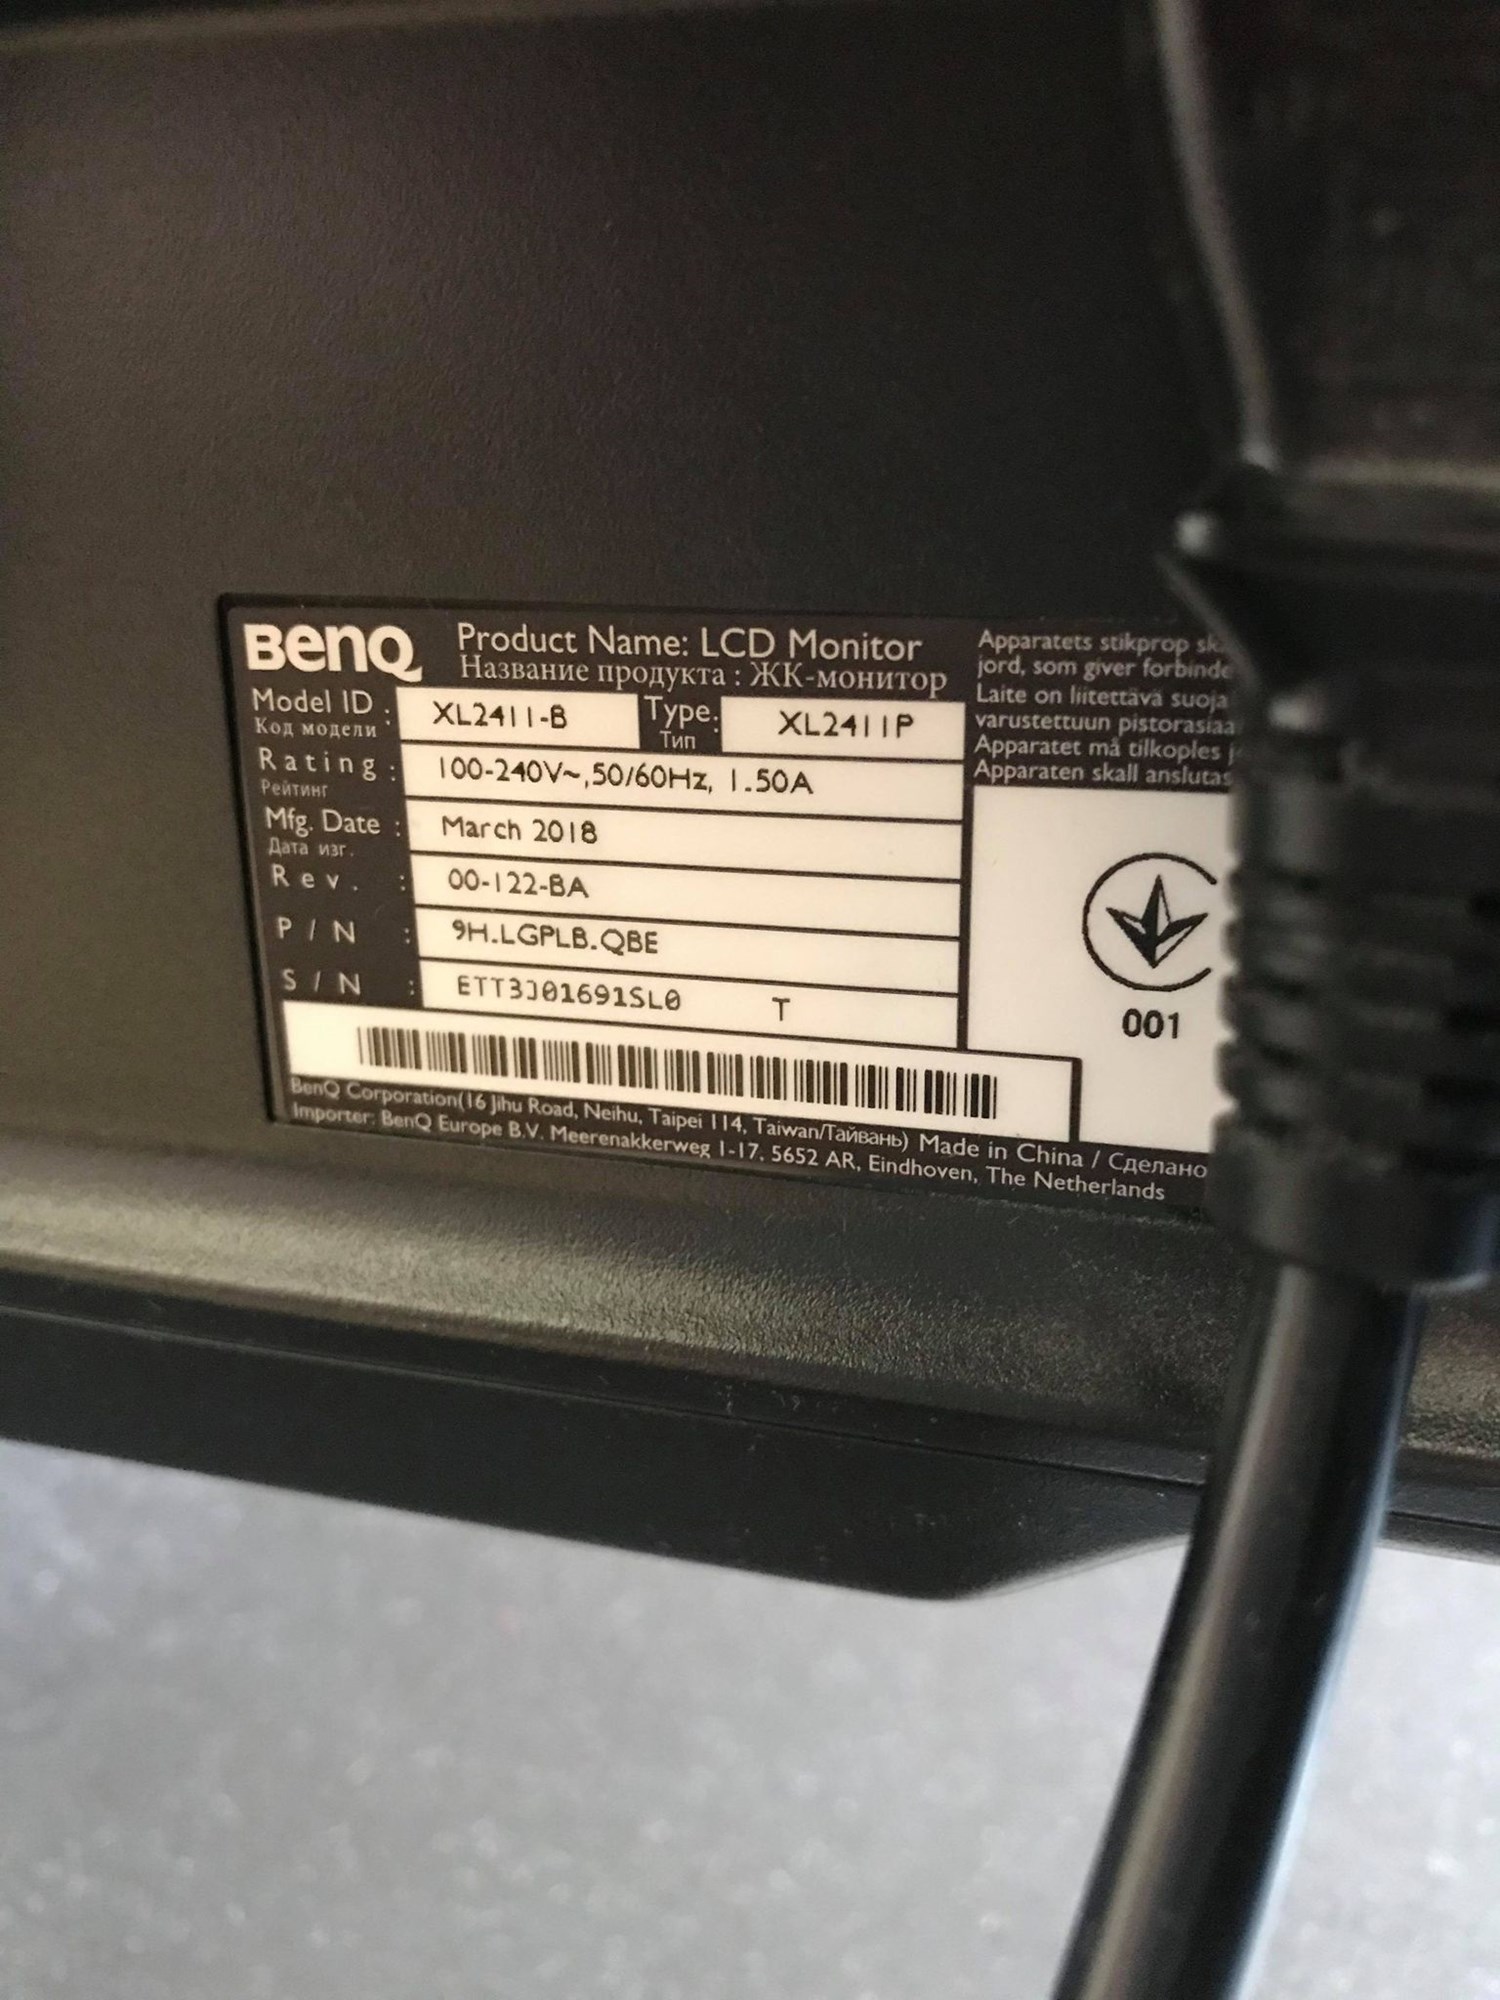 BenQ
Product Name: LCD Monitor
Название продукта : ЖК-монитор
Model ID :
Код модели
XL2411-B
Type:
Тип
XL2411P
Rating :
Рейтинг
100-240V~,50/60Hz, 1.50A
Mfg. Date :
Дата изг.
March 2018
Rev. :
00-122-BA
P/N :
9H.LGPLB.QBE
S/N :
ETT3J01691SL0 T
Apparatets stikprop
jord, som giver
Laite on liitettävä
varustettuun
Apparatet må tilkoples
Apparaten skall
001
BenQ Corporation(16 Jihu Road, Neihu, Taipei 114, Taiwan/Тайвань) Made in China / Сделано
Importer: BenQ Europe B.V. Meerenakkerweg 1-17. 5652 AR, Eindhoven, The Netherlands